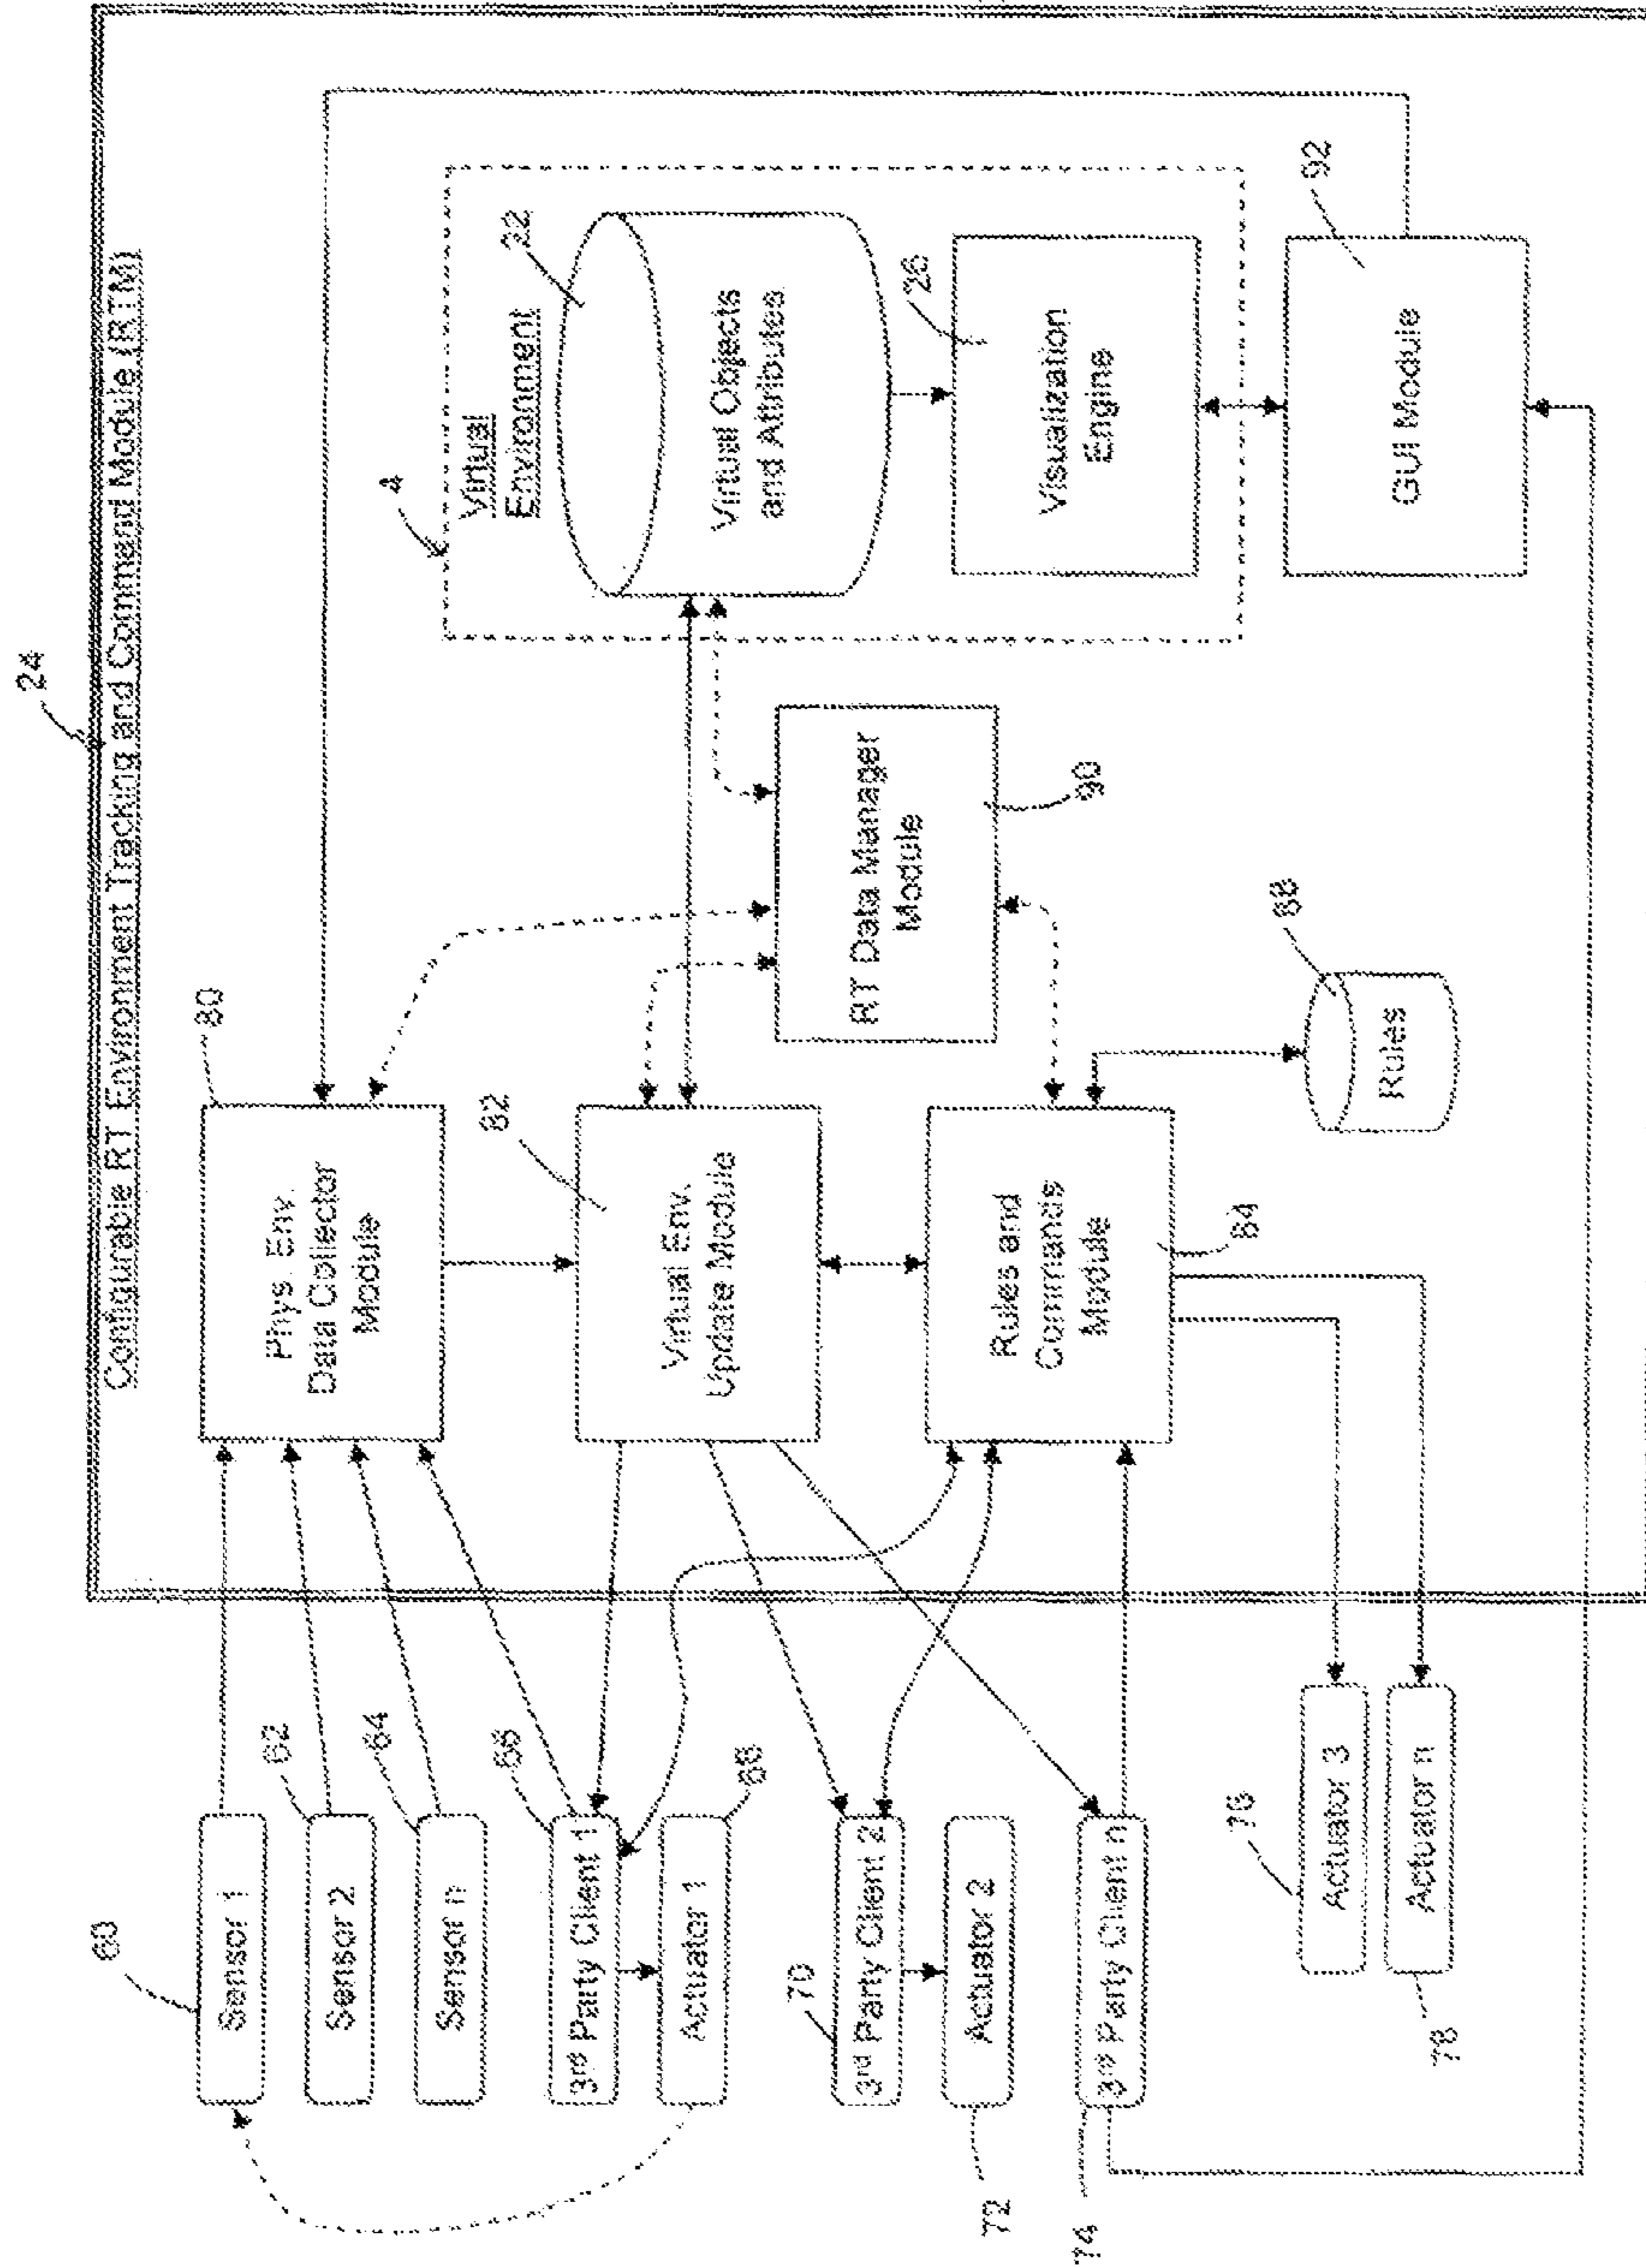 24
Configurable RT Environment Tracking and Command Module (RTM)
60
Sensor 1
62
Sensor 2
64
Sensor n
66
3rd Party Client 1
Actuator 1
68
70
3rd Party Client 2
Actuator 2
72
3rd Party Client n
74
76
Actuator 3
Actuator n
78
80
Phys. Env.
Data Collector
Module
82
Virtual Env.
Update Module
Rules and
Commands
Module
84
88
Rules
RT Data Manager
Module
90
4
Virtual
Environment
22
Virtual Objects
and Attributes
26
Visualization
Engine
92
GUI Module